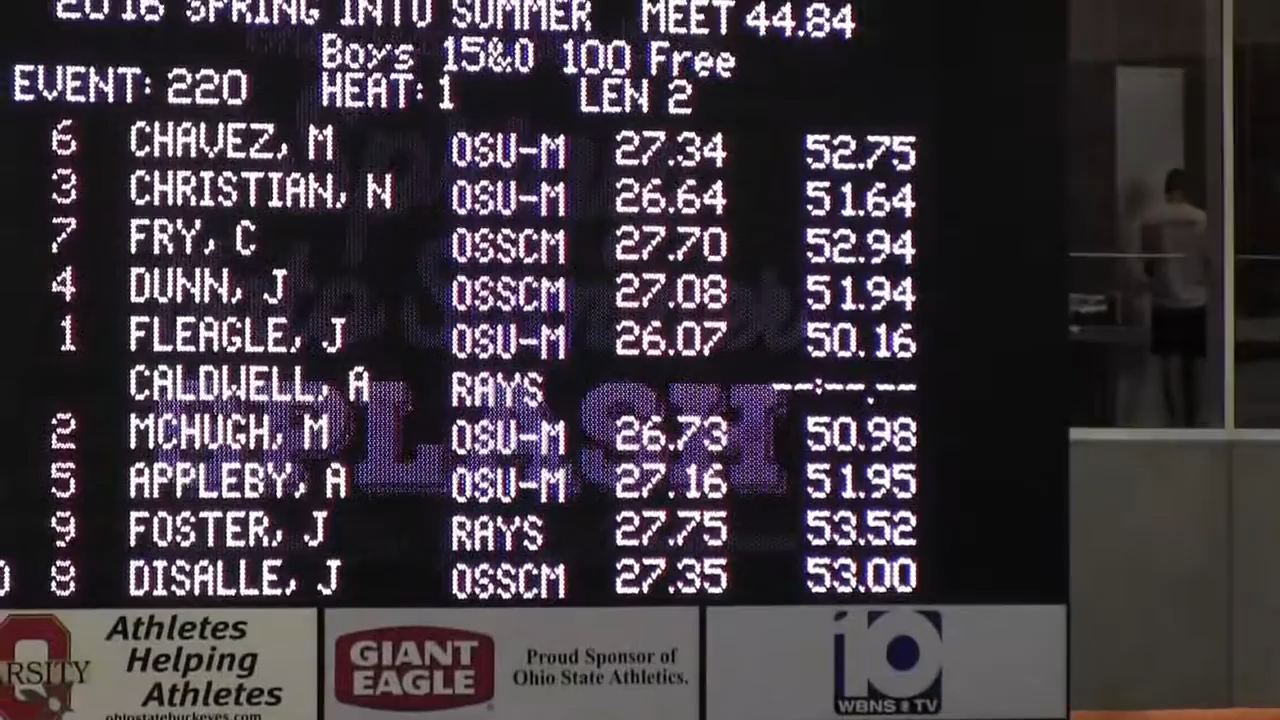 2016 SPRING INTO SUMMER MEET 44.84
Boys 15&O 100 Free
EVENT: 220 HEAT: 1 LEN 2
6 CHAVEZ, M OSU-M 27.34 52.75
3 CHRISTIAN, N OSU-M 26.64 51.64
7 FRY, C OSSCM 27.70 52.94
4 DUNN, J OSSCM 27.08 51.94
1 FLEAGLE, J OSU-M 26.07 50.16
CALDWELL, A RAYS --:--.--
2 MCHUGH, M OSU-M 26.73 50.98
5 APPLEBY, A OSU-M 27.16 51.95
9 FOSTER, J RAYS 27.75 53.52
0 8 DISALLE, J OSSCM 27.35 53.00
RSITY
Athletes
Helping
Athletes
ohiostatebuckeyes.com
GIANT
EAGLE
Proud Sponsor of
Ohio State Athletics.
10
WBNS TV